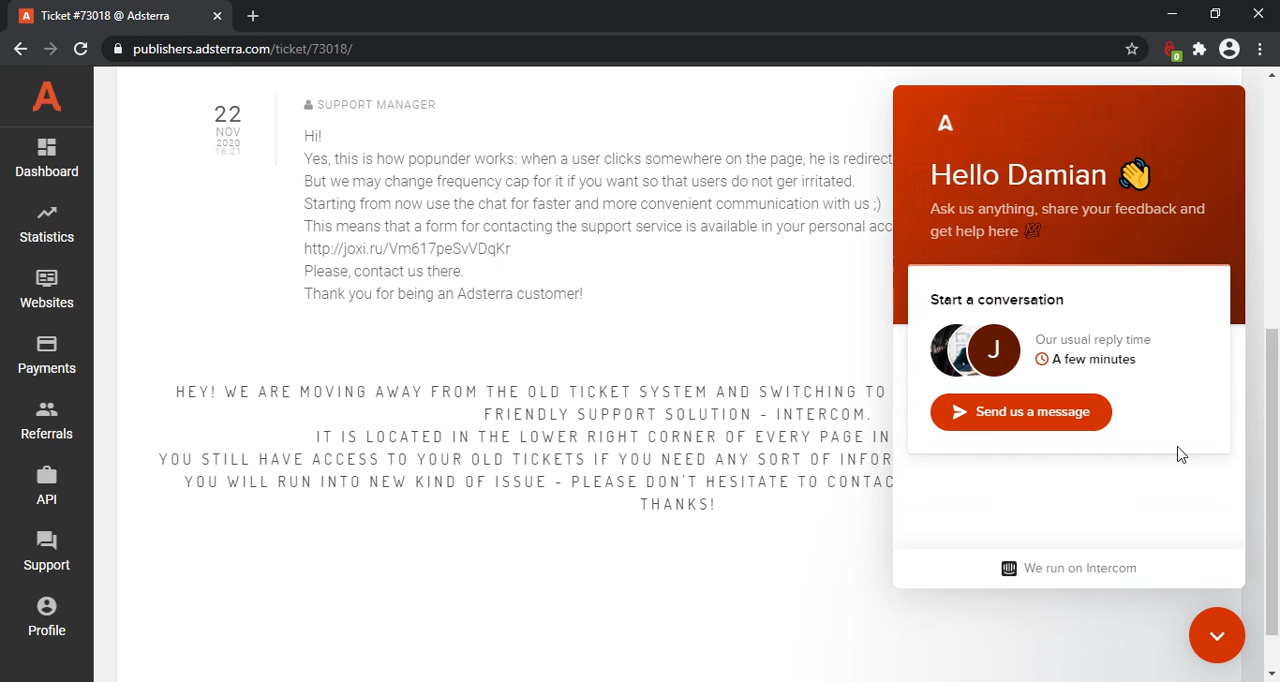 Ticket #73018 @ Adsterra
publishers.adsterra.com/ticket/73018/
0
Dashboard
Statistics
Websites
Payments
Referrals
API
Support
Profile
22
NOV
2020
16:21
SUPPORT MANAGER
Hi!
Yes, this is how popunder works: when a user clicks somewhere on the page, he is redirect
But we may change frequency cap for it if you want so that users do not ger irritated.
Starting from now use the chat for faster and more convenient communication with us ;)
This means that a form for contacting the support service is available in your personal acc
http://joxi.ru/Vm617peSvVDqKr
Please, contact us there.
Thank you for being an Adsterra customer!
HEY! WE ARE MOVING AWAY FROM THE OLD TICKET SYSTEM AND SWITCHING TO
FRIENDLY SUPPORT SOLUTION - INTERCOM.
IT IS LOCATED IN THE LOWER RIGHT CORNER OF EVERY PAGE IN
YOU STILL HAVE ACCESS TO YOUR OLD TICKETS IF YOU NEED ANY SORT OF INFOR
YOU WILL RUN INTO NEW KIND OF ISSUE - PLEASE DON'T HESITATE TO CONTAC
THANKS!
Hello Damian 👋
Ask us anything, share your feedback and
get help here 💯
Start a conversation
J
Our usual reply time
A few minutes
Send us a message
We run on Intercom